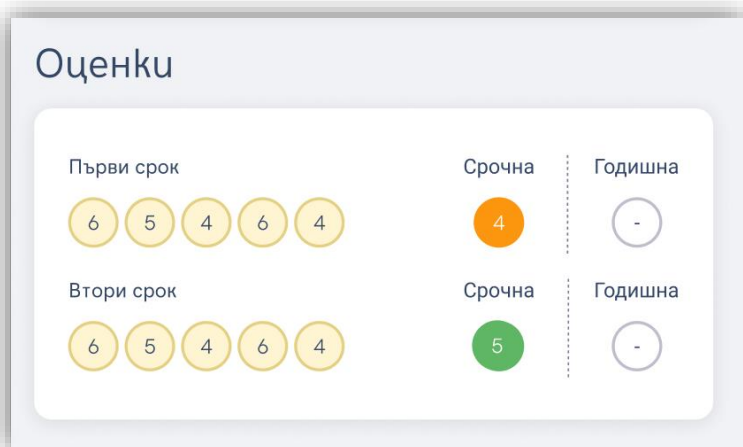 Оценки
Първи срок Срочна Годишна
6 5 4 6 4 4 -
Втори срок Срочна Годишна
6 5 4 6 4 5 -